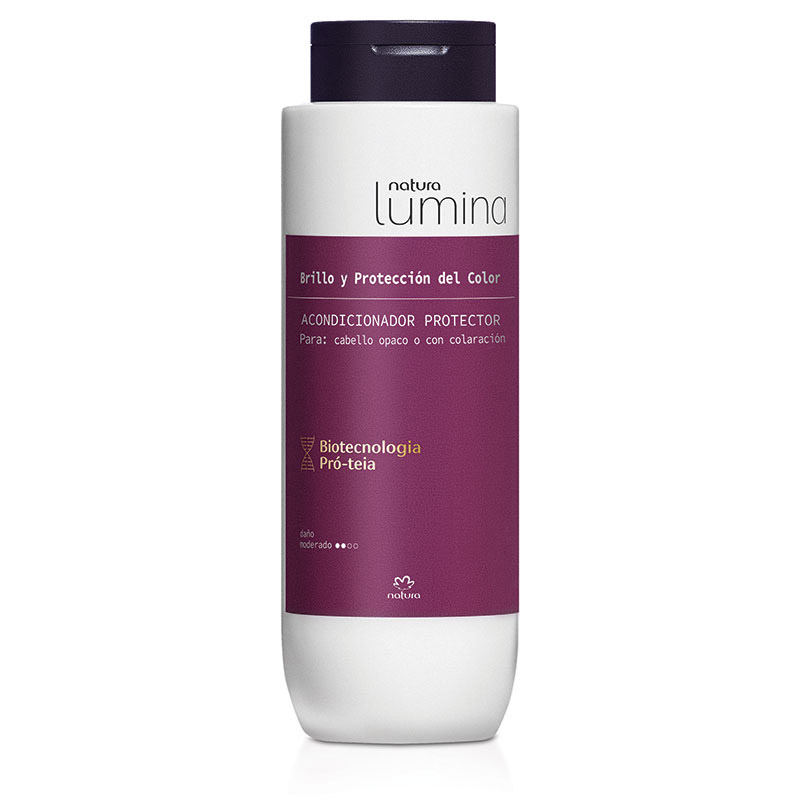 natura
lumina
Brillo y Protección del Color
ACONDICIONADOR PROTECTOR
Para: cabello opaco o con colaración
Biotecnologia
Pró-teia
daño
moderado
natura